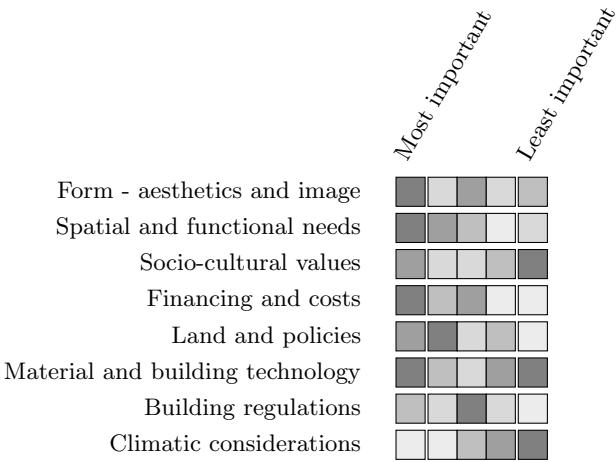 Most important
Least important
Form - aesthetics and image
Spatial and functional needs
Socio-cultural values
Financing and costs
Land and policies
Material and building technology
Building regulations
Climatic considerations